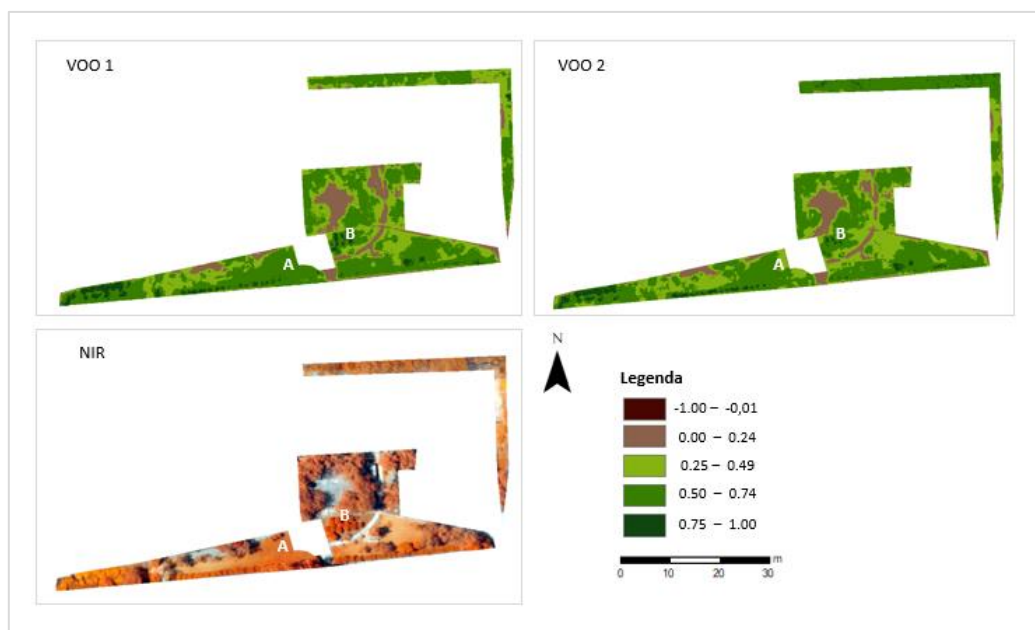 VOO 1
B
A
VOO 2
B
A
NIR
B
A
N
Legenda
-1.00 – -0,01
0.00 – 0.24
0.25 – 0.49
0.50 – 0.74
0.75 – 1.00
m
0 10 20 30